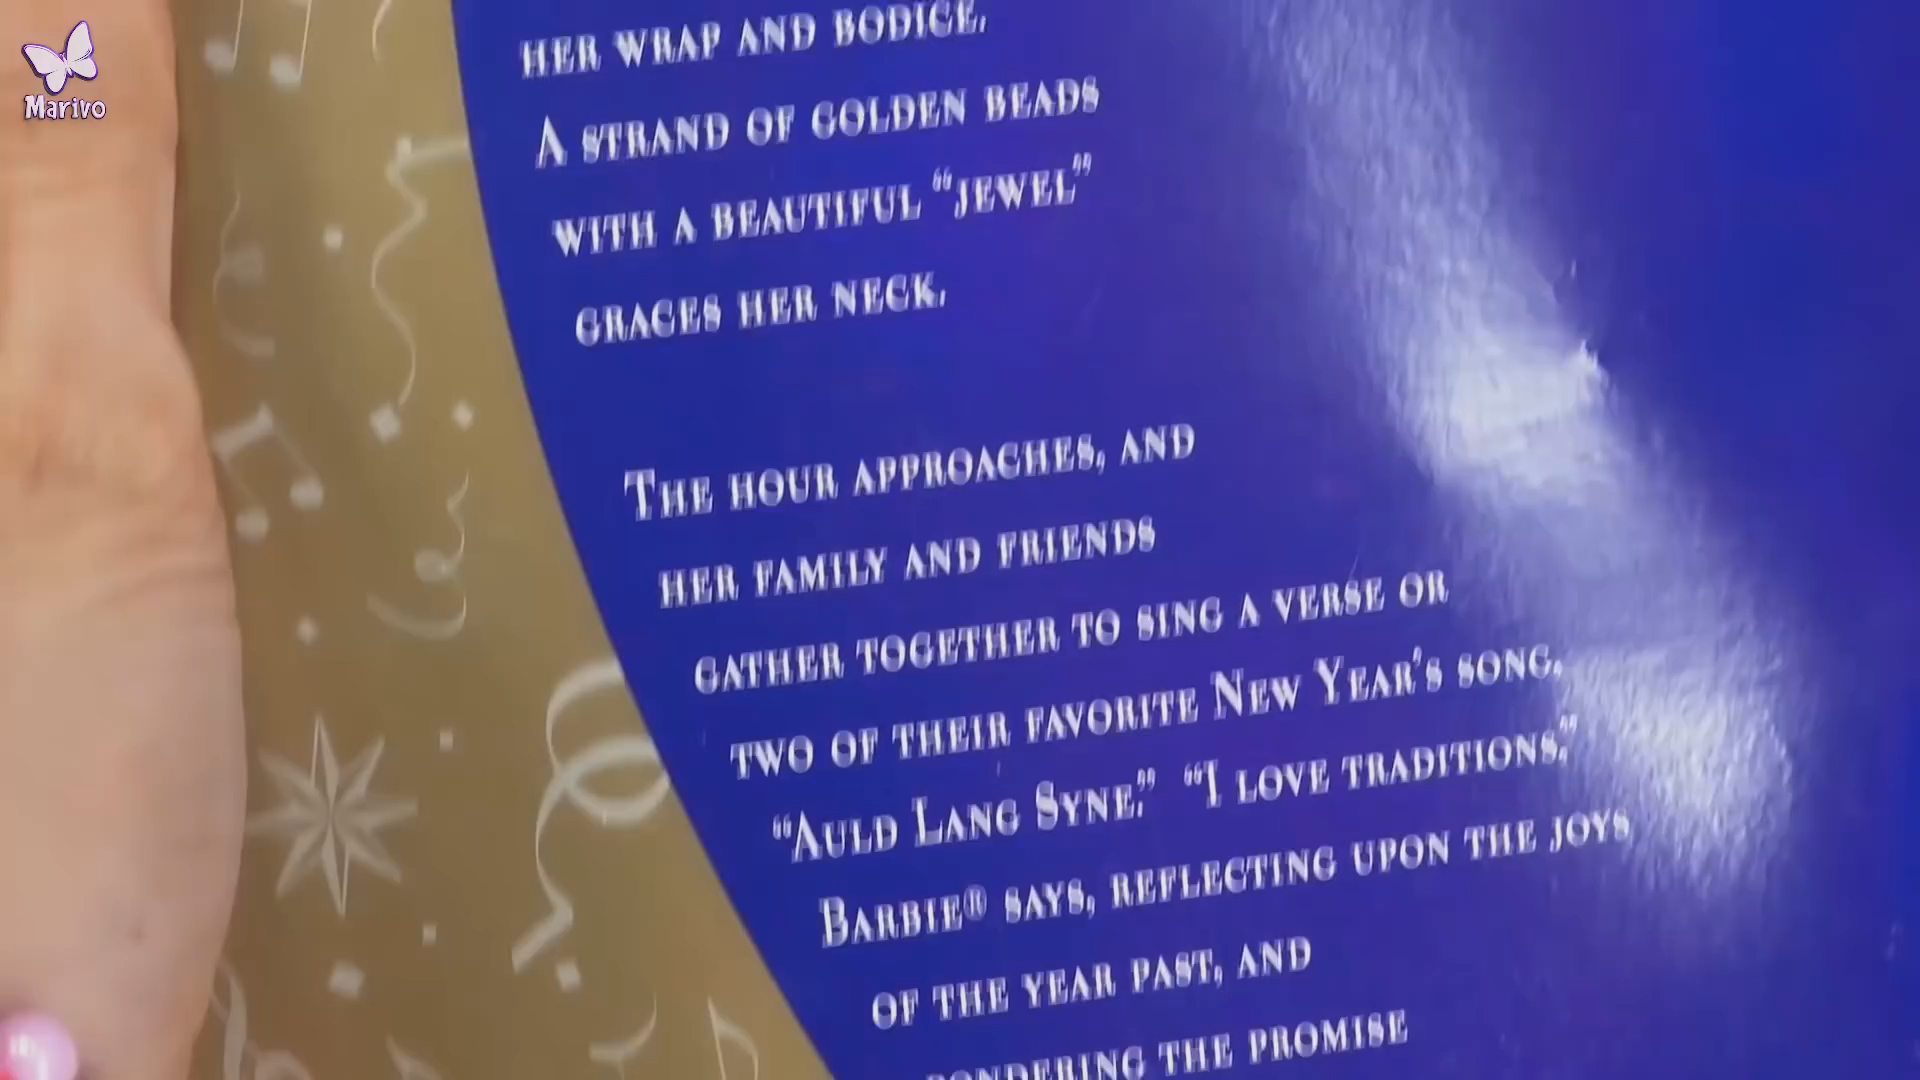 Marivo
HER WRAP AND BODICE.
A STRAND OF GOLDEN BEADS
WITH A BEAUTIFUL “JEWEL”
GRACES HER NECK.
THE HOUR APPROACHES, AND
HER FAMILY AND FRIENDS
GATHER TOGETHER TO SING A VERSE OR
TWO OF THEIR FAVORITE NEW YEAR'S SONG,
“AULD LANG SYNE.” “I LOVE TRADITIONS,”
BARBIE® SAYS, REFLECTING UPON THE JOYS
OF THE YEAR PAST, AND
PONDERING THE PROMISE